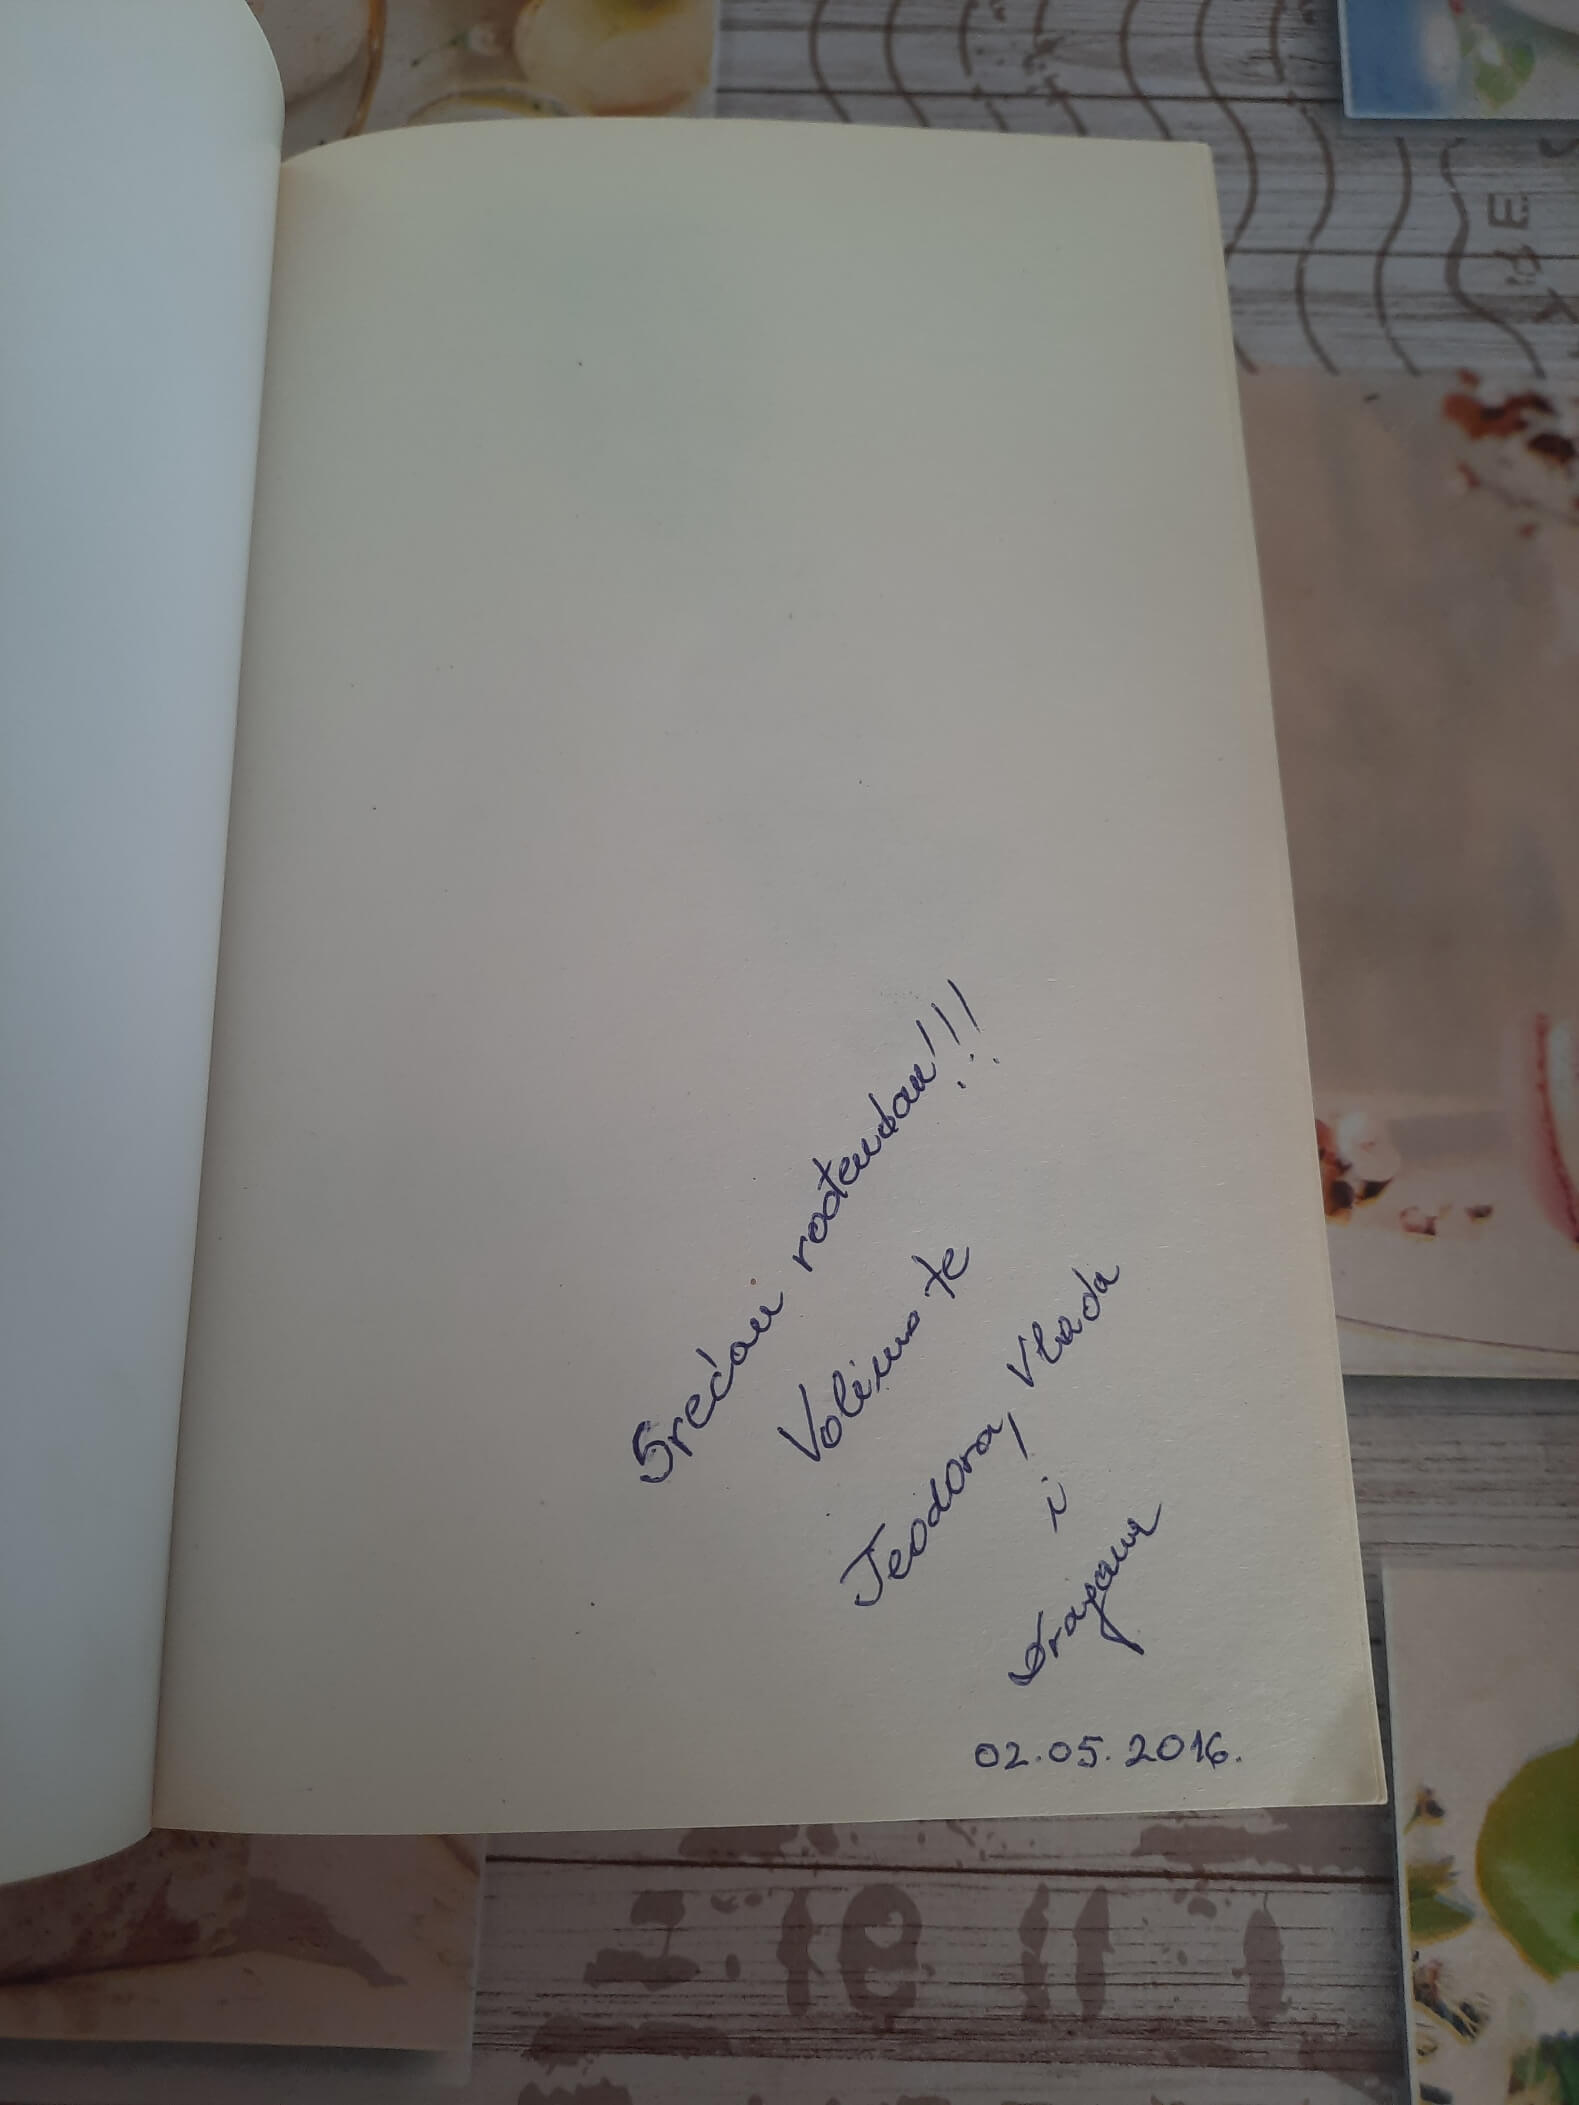 Srećan rođendan!!!
Volimo te
Teodora, Vlada
i
Dragana
02.05.2016.